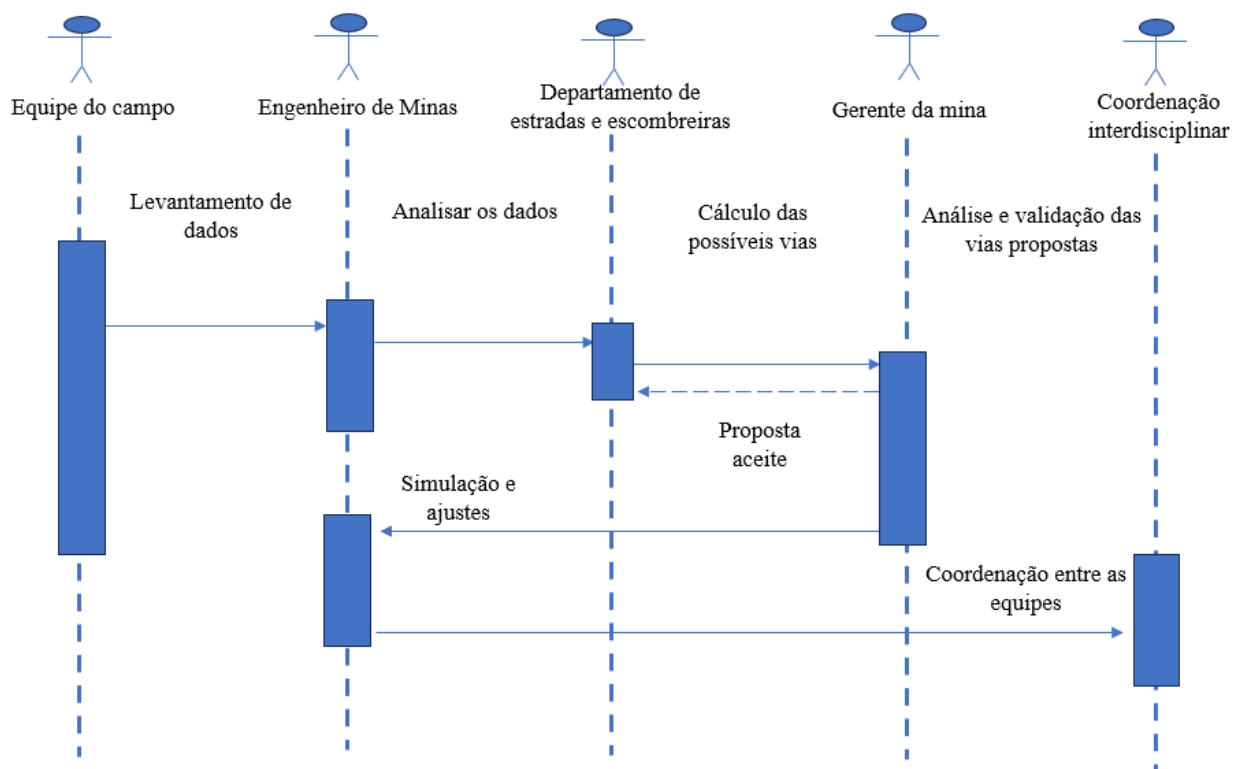 Equipe do campo
Engenheiro de Minas
Departamento de
estradas e escombreiras
Gerente da mina
Coordenação
interdisciplinar
Levantamento de
dados
Analisar os dados
Cálculo das
possíveis vias
Análise e validação das
vias propostas
Proposta
aceite
Simulação e
ajustes
Coordenação entre as
equipes